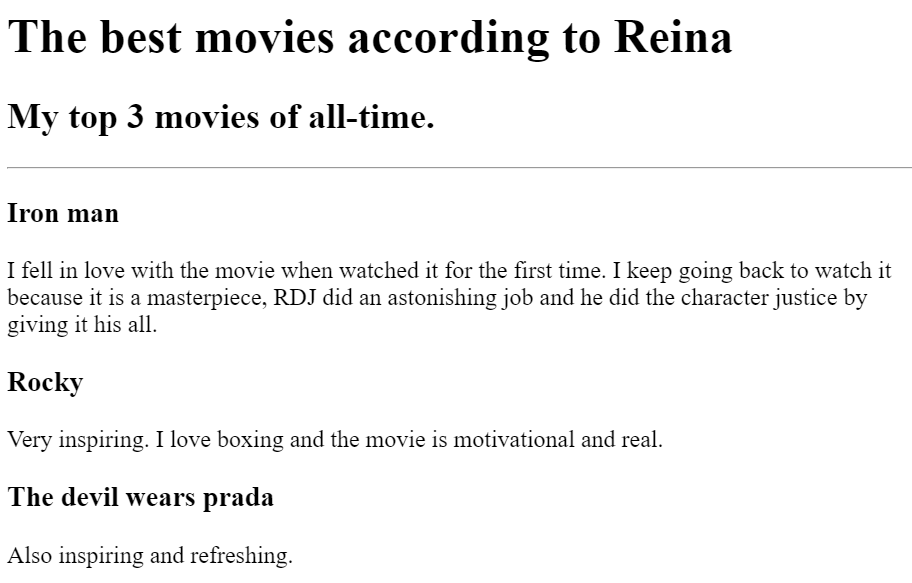 The best movies according to Reina
My top 3 movies of all-time.
Iron man
I fell in love with the movie when watched it for the first time. I keep going back to watch it
because it is a masterpiece, RDJ did an astonishing job and he did the character justice by
giving it his all.
Rocky
Very inspiring. I love boxing and the movie is motivational and real.
The devil wears prada
Also inspiring and refreshing.